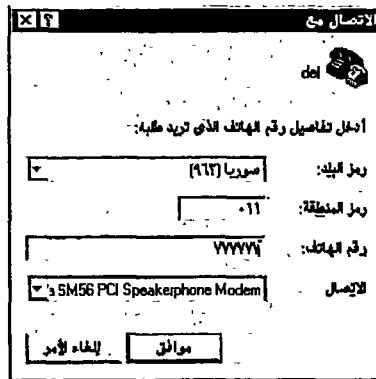 الاتصال مع
del
أدخل تفاصيل رقم الهاتف الذي تريد طلبه:
رمز البلد: سوريا (٩٦٣)
رمز المنطقة: ٠١١
رقم الهاتف: ٧٧٧٧٧٧
الاتصال 's SM56 PCI Speakerphone Modem
موافق إلغاء الأمر